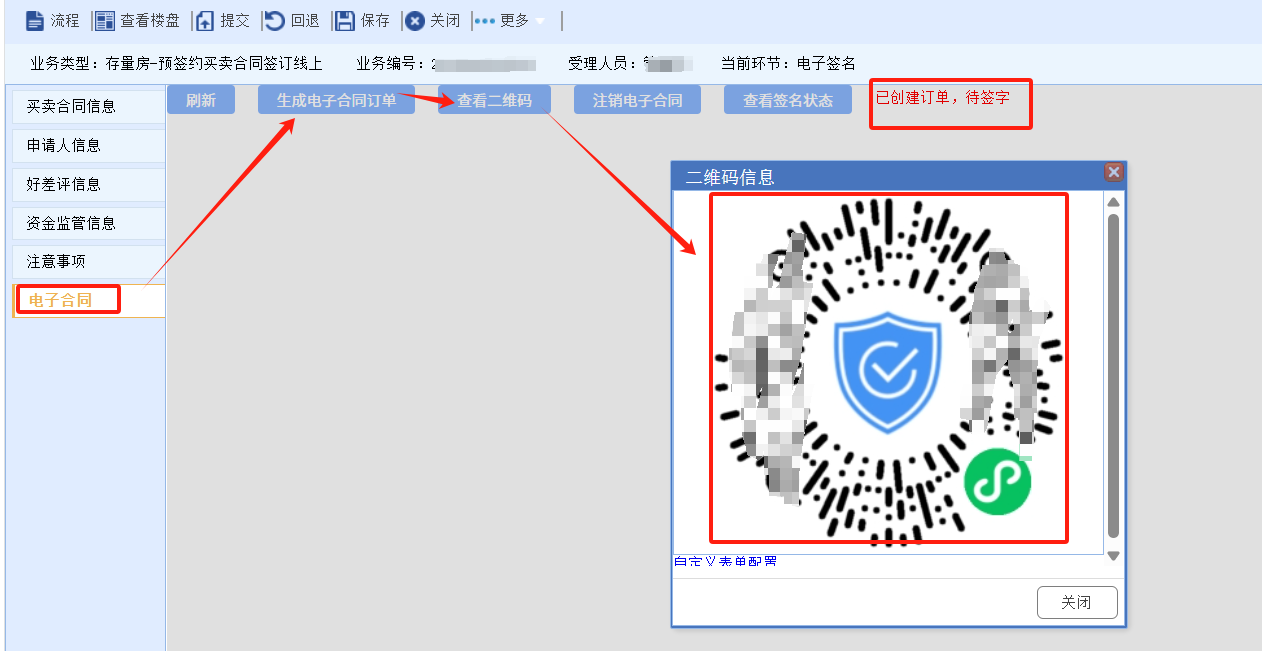 流程 查看楼盘 提交 回退 保存 关闭 更多
业务类型：存量房-预签约买卖合同签订线上 业务编号： 受理人员： 当前环节：电子签名
刷新 生成电子合同订单 查看二维码 注销电子合同 查看签名状态 已创建订单，待签字
买卖合同信息
申请人信息
好差评信息
资金监管信息
注意事项
电子合同
二维码信息
自定义表单配置
关闭